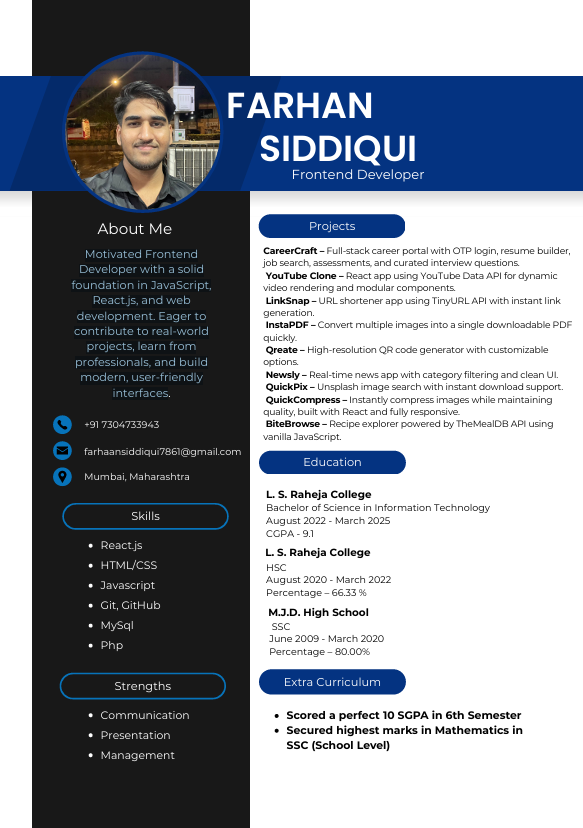 FARHAN
SIDDIQUI
Frontend Developer
About Me
Motivated Frontend
Developer with a solid
foundation in JavaScript,
React.js, and web
development. Eager to
contribute to real-world
projects, learn from
professionals, and build
modern, user-friendly
interfaces.
+91 7304733943
farhaansiddiqui7861@gmail.com
Mumbai, Maharashtra
Skills
• React.js
• HTML/CSS
• Javascript
• Git, GitHub
• MySql
• Php
Strengths
• Communication
• Presentation
• Management
Projects
CareerCraft – Full-stack career portal with OTP login, resume builder,
job search, assessments, and curated interview questions.
YouTube Clone – React app using YouTube Data API for dynamic
video rendering and modular components.
LinkSnap – URL shortener app using TinyURL API with instant link
generation.
InstaPDF – Convert multiple images into a single downloadable PDF
quickly.
Qreate – High-resolution QR code generator with customizable
options.
Newsly – Real-time news app with category filtering and clean UI.
QuickPix – Unsplash image search with instant download support.
QuickCompress – Instantly compress images while maintaining
quality, built with React and fully responsive.
BiteBrowse – Recipe explorer powered by TheMealDB API using
vanilla JavaScript.
Education
L. S. Raheja College
Bachelor of Science in Information Technology
August 2022 - March 2025
CGPA - 9.1
L. S. Raheja College
HSC
August 2020 - March 2022
Percentage – 66.33 %
M.J.D. High School
SSC
June 2009 - March 2020
Percentage – 80.00%
Extra Curriculum
• Scored a perfect 10 SGPA in 6th Semester
• Secured highest marks in Mathematics in
SSC (School Level)